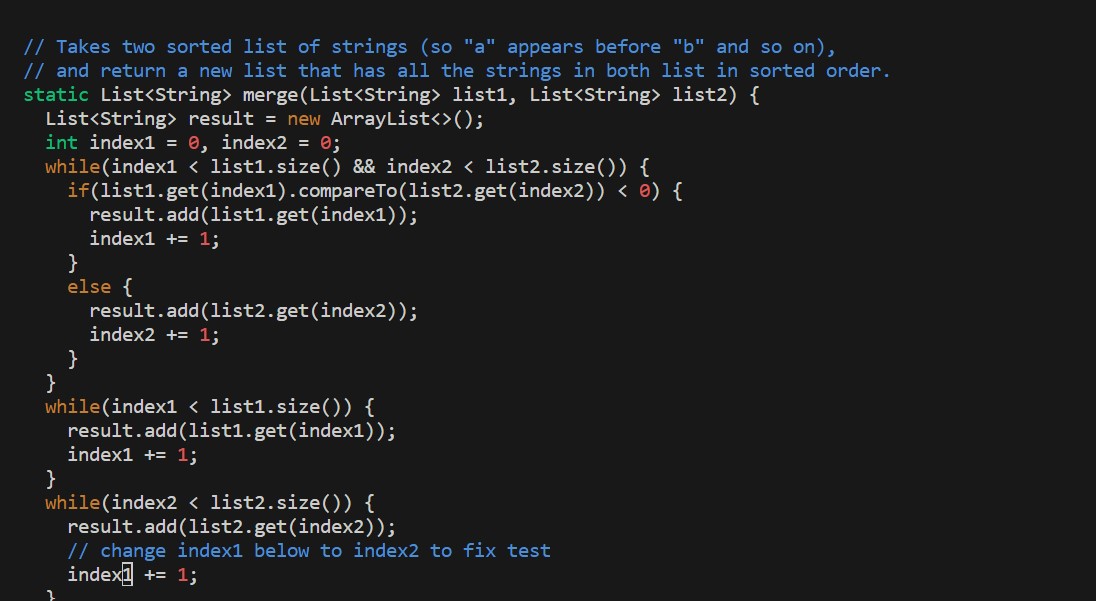 // Takes two sorted list of strings (so "a" appears before "b" and so on),
// and return a new list that has all the strings in both list in sorted order.
static List<String> merge(List<String> list1, List<String> list2) {
  List<String> result = new ArrayList<>();
  int index1 = 0, index2 = 0;
  while(index1 < list1.size() && index2 < list2.size()) {
    if(list1.get(index1).compareTo(list2.get(index2)) < 0) {
      result.add(list1.get(index1));
      index1 += 1;
    }
    else {
      result.add(list2.get(index2));
      index2 += 1;
    }
  }
  while(index1 < list1.size()) {
    result.add(list1.get(index1));
    index1 += 1;
  }
  while(index2 < list2.size()) {
    result.add(list2.get(index2));
    // change index1 below to index2 to fix test
    index1 += 1;
  }